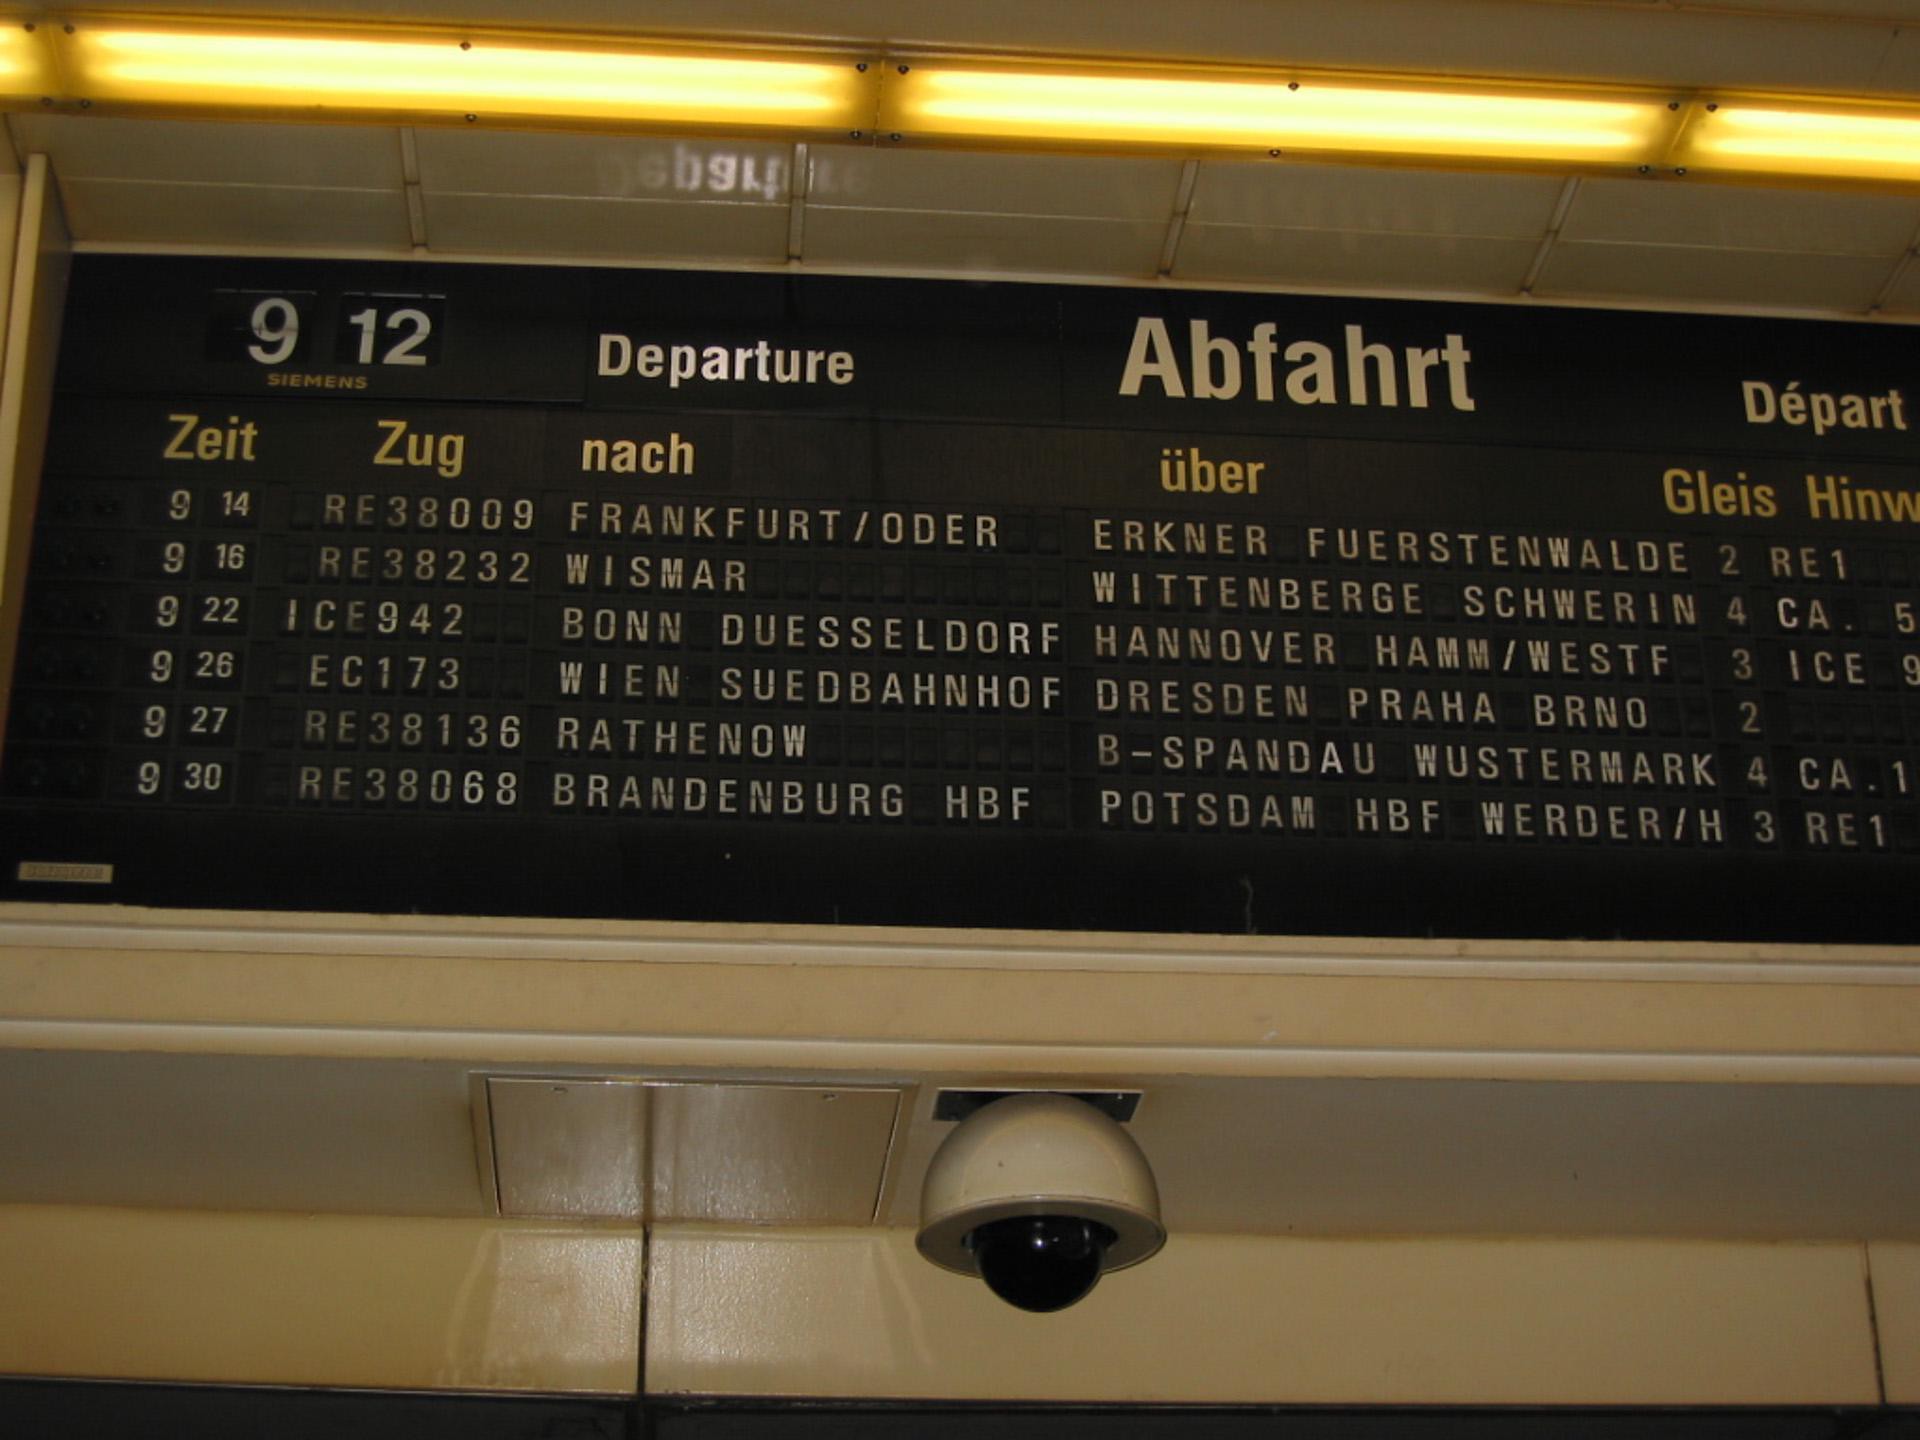 9 12 Departure Abfahrt Départ
SIEMENS
Zeit Zug nach über Gleis Hinw
9 14 RE38009 FRANKFURT/ODER ERKNER FUERSTENWALDE 2 RE1
9 16 RE38232 WISMAR WITTENBERGE SCHWERIN 4 CA. 5
9 22 ICE942 BONN DUESSELDORF HANNOVER HAMM/WESTF 3 ICE 9
9 26 EC173 WIEN SUEDBAHNHOF DRESDEN PRAHA BRNO 2
9 27 RE38136 RATHENOW B-SPANDAU WUSTERMARK 4 CA.1
9 30 RE38068 BRANDENBURG HBF POTSDAM HBF WERDER/H 3 RE1